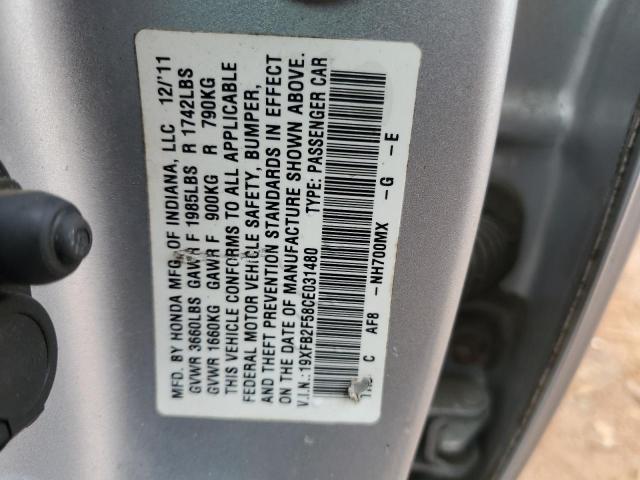 MFD. BY HONDA MFG. OF INDIANA, LLC 12/'11
GVWR 3660LBS GAWR F 1985LBS R 1742LBS
GVWR 1660KG GAWR F 900KG R 790KG
THIS VEHICLE CONFORMS TO ALL APPLICABLE
FEDERAL MOTOR VEHICLE SAFETY, BUMPER,
AND THEFT PREVENTION STANDARDS IN EFFECT
ON THE DATE OF MANUFACTURE SHOWN ABOVE.
V.I.N.: 19XFB2F58CE031480 TYPE: PASSENGER CAR
C AF8 -NH700MX -G -E